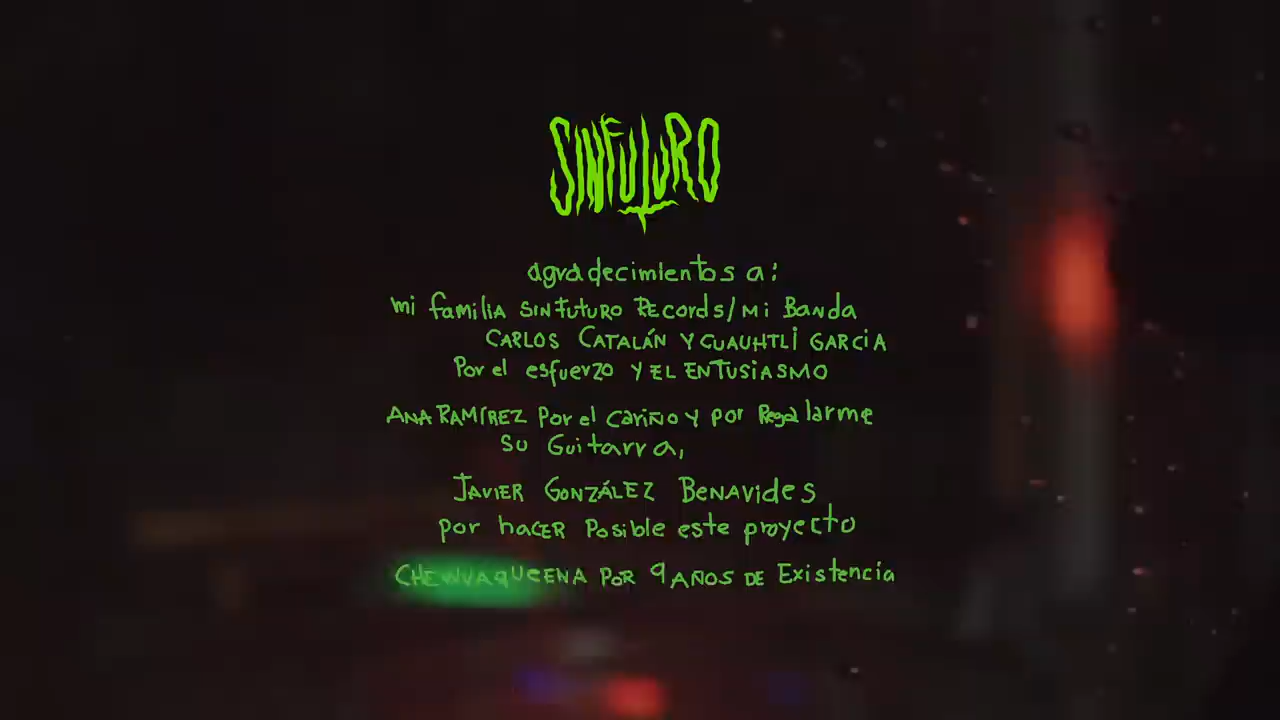 SINFUTURO
agradecimientos a:
mi familia SINFUTURO REcords/Mi Banda
CARLOS CATALÁN Y CUAUHTLI GARCIA
Por el esfuerzo Y EL ENTUSIASMO
ANA RAMÍREZ Por el cariño Y por Regalarme
su Guitarra,
JAVIER GONZÁLEZ BENAVIDES
por hacer Posible este proyecto
POR 9 AÑOS DE Existencia